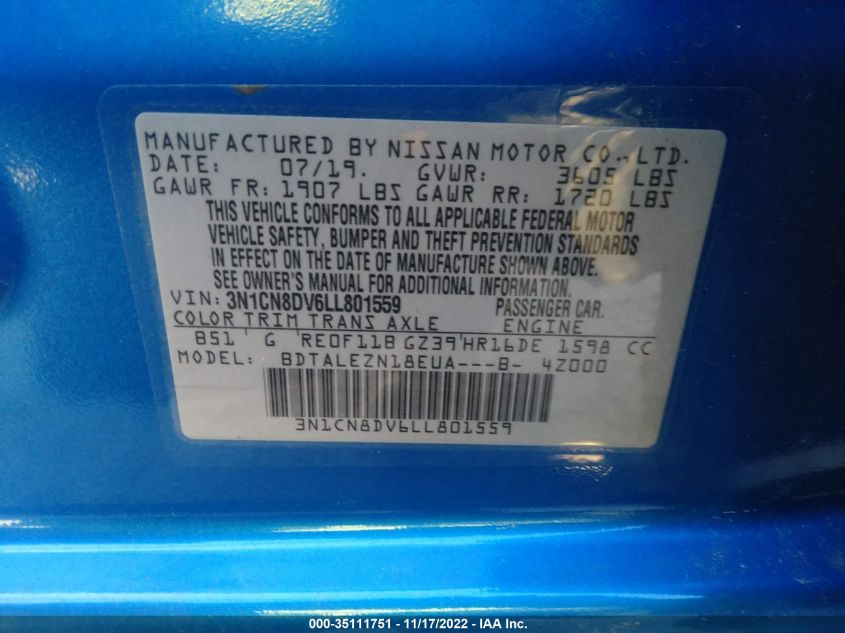 MANUFACTURED BY NISSAN MOTOR CO., LTD.
DATE: 07/19. GVWR: 3605 LBS
GAWR FR: 1907 LBS GAWR RR: 1720 LBS
THIS VEHICLE CONFORMS TO ALL APPLICABLE FEDERAL MOTOR
VEHICLE SAFETY, BUMPER AND THEFT PREVENTION STANDARDS
IN EFFECT ON THE DATE OF MANUFACTURE SHOWN ABOVE.
SEE OWNER'S MANUAL FOR ADDITIONAL INFORMATION.
VIN: 3N1CN8DV6LL801559 PASSENGER CAR.
COLOR TRIM TRANS AXLE ENGINE
B51 G RE0F11B GZ39 HR16DE 1598 CC
MODEL: BDTALEZN18EUA---B- 4Z000
3N1CN8DV6LL801559
000-35111751 - 11/17/2022 - IAA Inc.